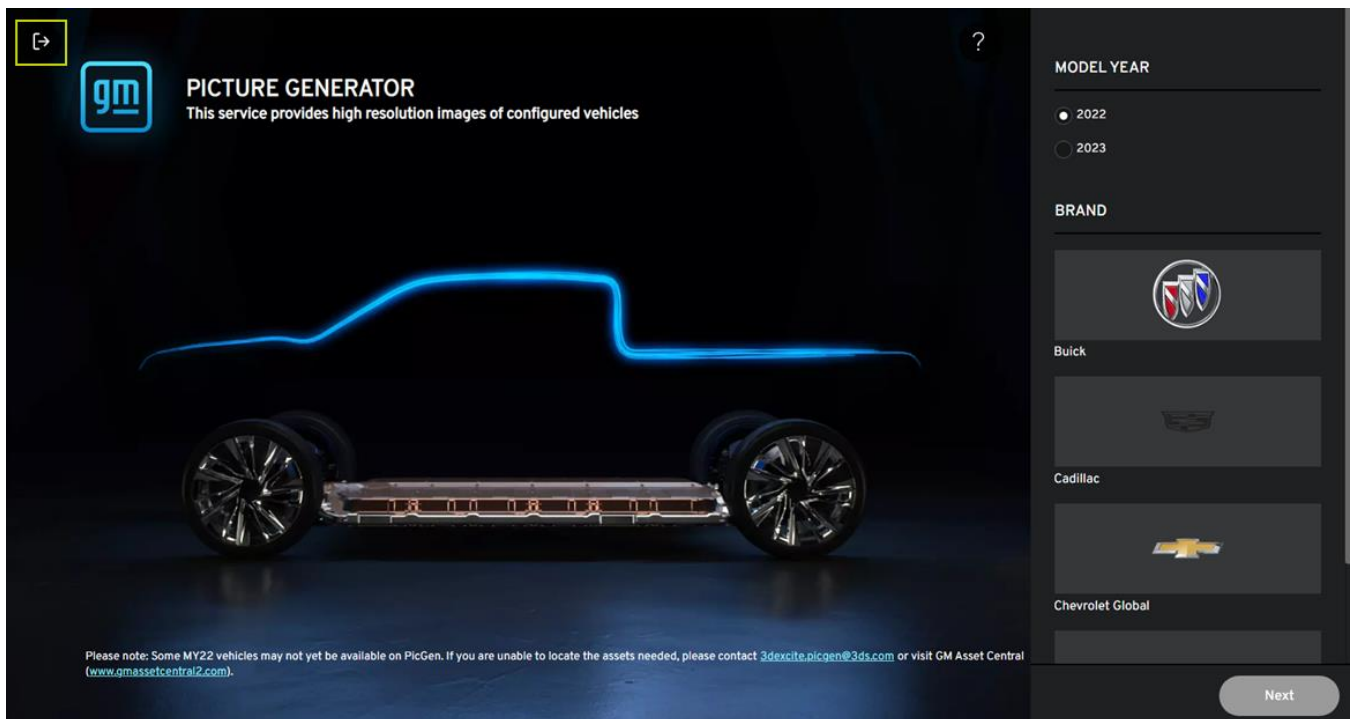 gm
PICTURE GENERATOR
This service provides high resolution images of configured vehicles
?
Please note: Some MY22 vehicles may not yet be available on PicGen. If you are unable to locate the assets needed, please contact 3dexcite.picgen@3ds.com or visit GM Asset Central
(www.gmassetcentral2.com).
MODEL YEAR
2022
2023
BRAND
Buick
Cadillac
Chevrolet Global
Next